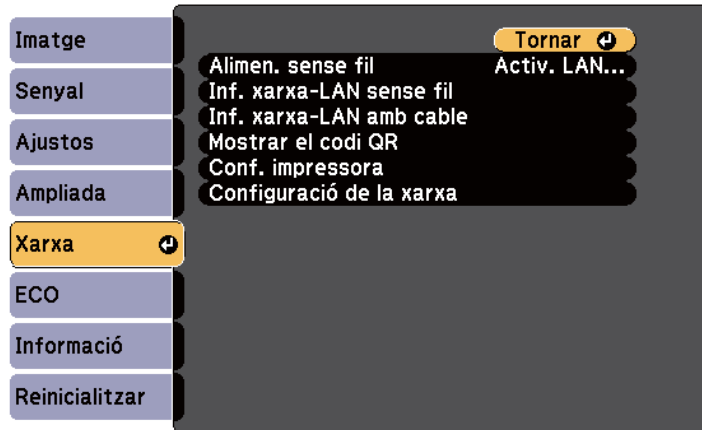 Imatge
Senyal
Ajustos
Ampliada
Xarxa
ECO
Informació
Reinicialitzar
Tornar
Alimen. sense fil Activ. LAN...
Inf. xarxa-LAN sense fil
Inf. xarxa-LAN amb cable
Mostrar el codi QR
Conf. impressora
Configuració de la xarxa